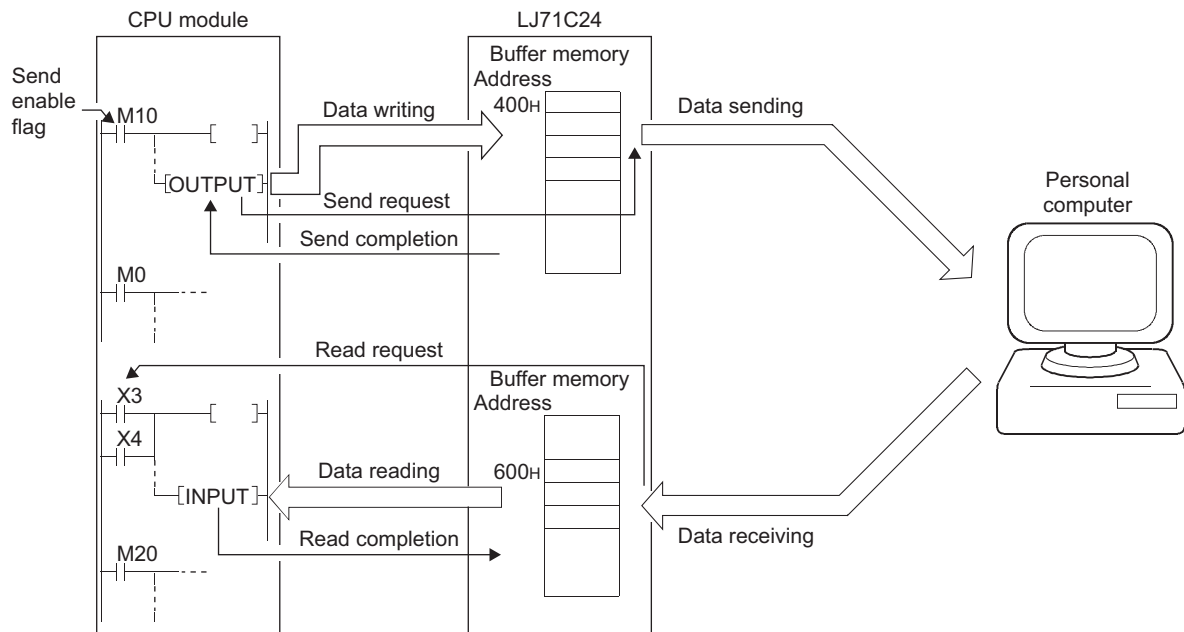 CPU module
LJ71C24
Send
enable
flag
M10
[ ]
[OUTPUT]
Data writing
Send request
Send completion
Buffer memory
Address
400H
Data sending
Personal
computer
M0
Read request
X3
[ ]
X4
[INPUT]
Data reading
Read completion
Buffer memory
Address
600H
Data receiving
M20